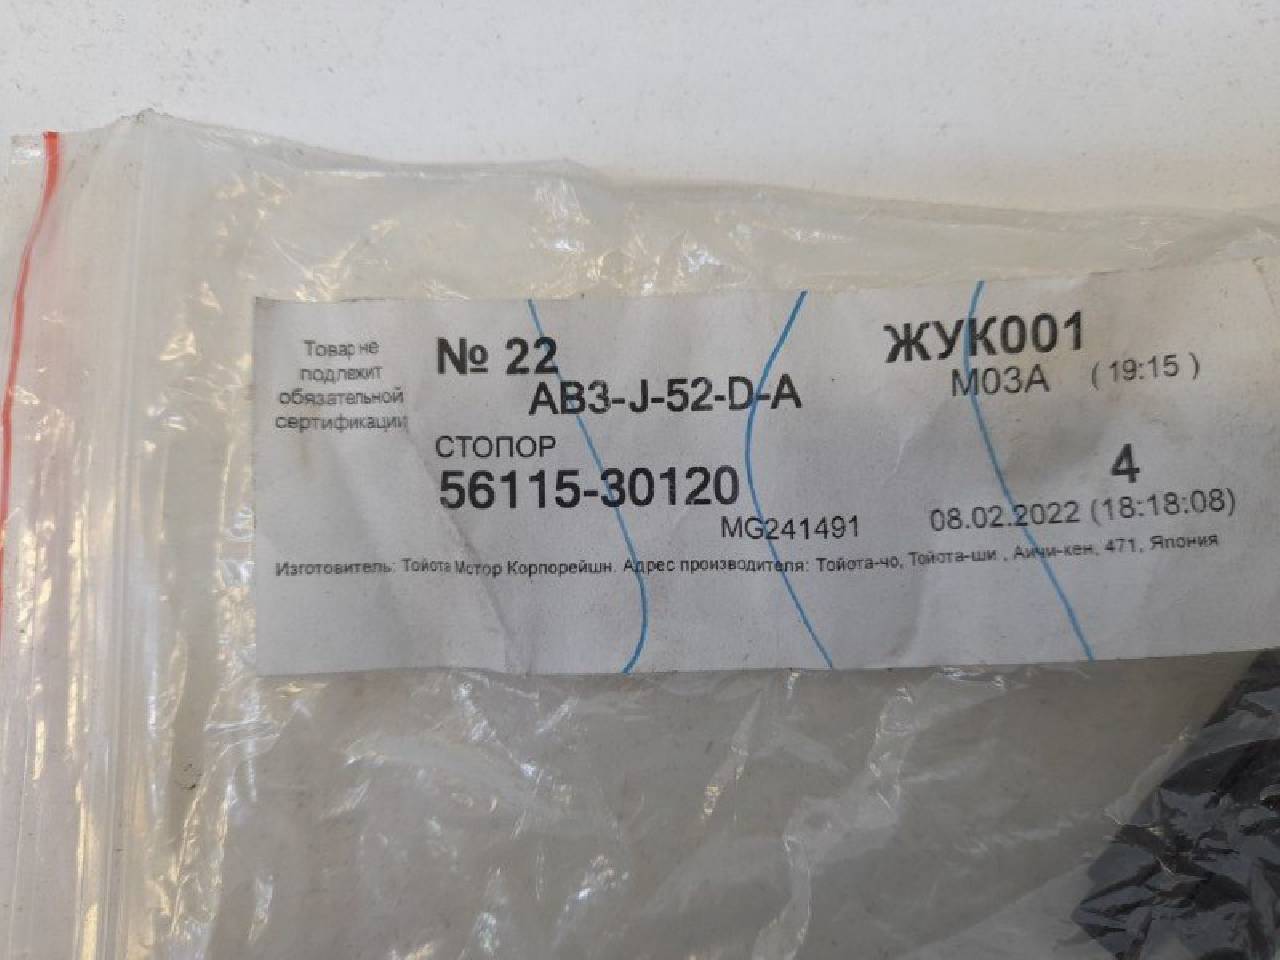 Товар не
подлежит
обязательной
сертификации
№ 22
AB3-J-52-D-A
ЖУК001
М03А (19:15 )
СТОПОР
56115-30120
4
MG241491
08.02.2022 (18:18:08)
Изготовитель: Тойота Мотор Корпорейшн. Адрес производителя: Тойота-чо, Тойота-ши , Аичи-кен, 471, Япония